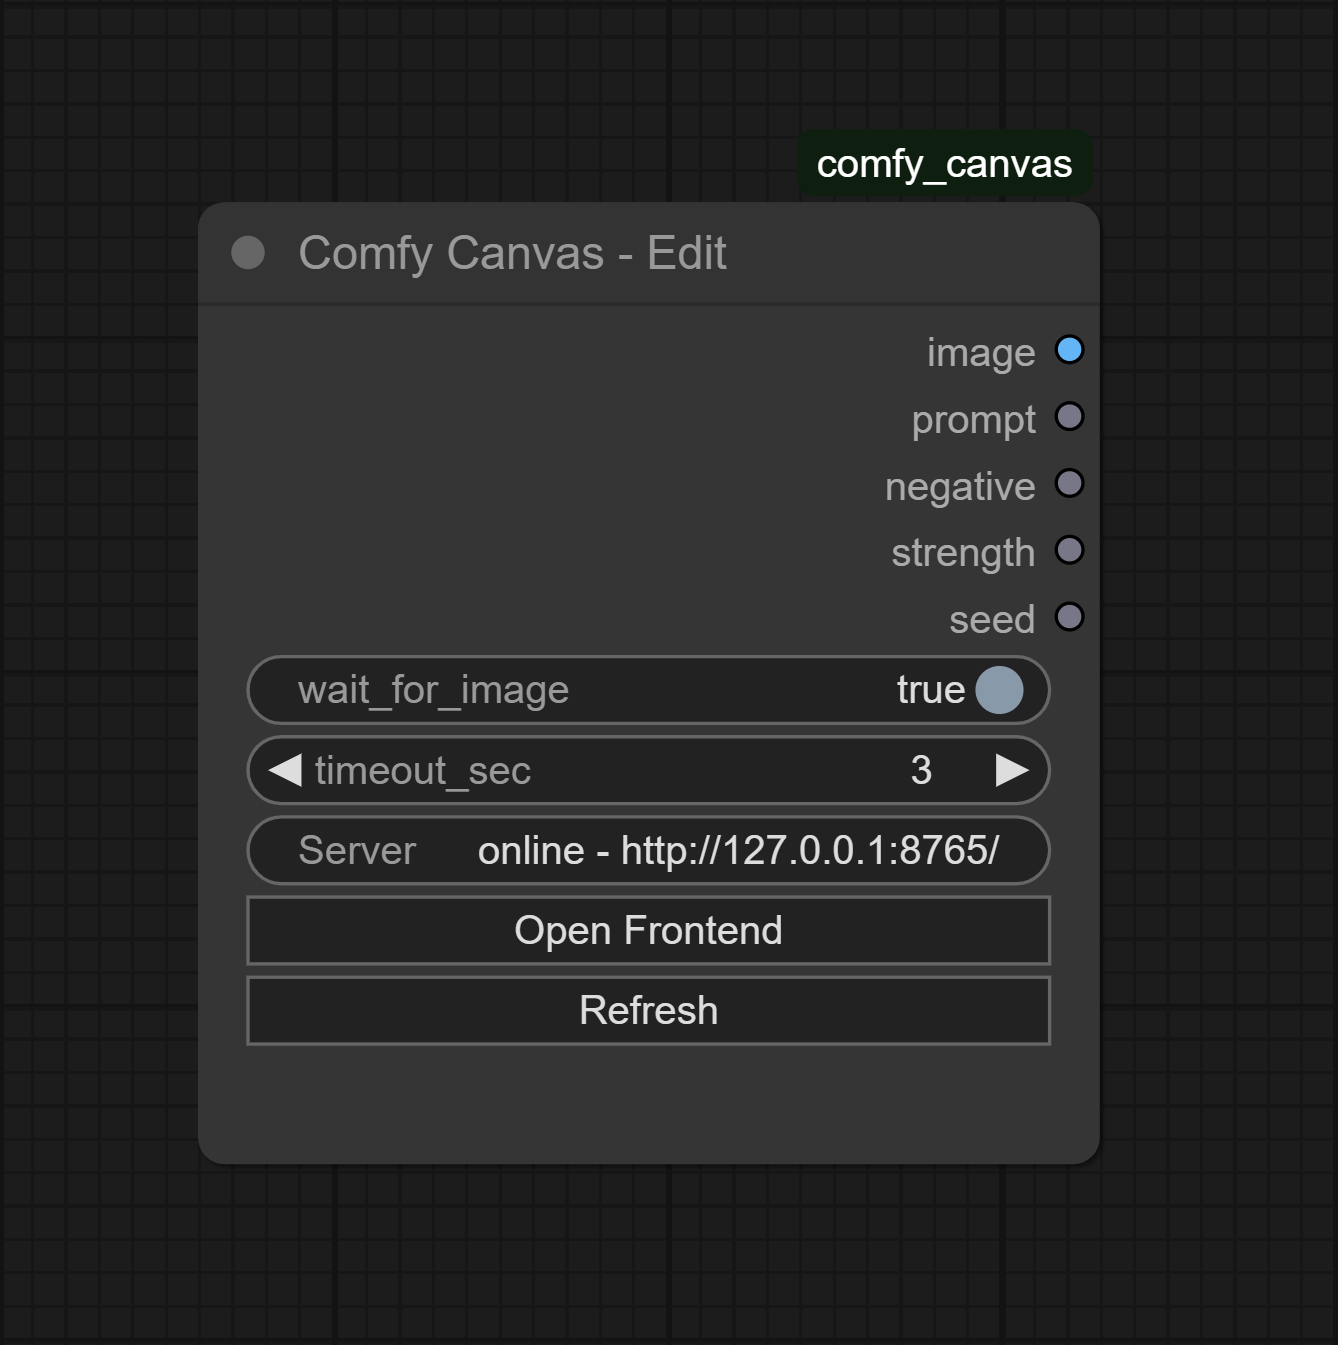 comfy_canvas
Comfy Canvas - Edit
image
prompt
negative
strength
seed
wait_for_image true
timeout_sec 3
Server online - http://127.0.0.1:8765/
Open Frontend
Refresh